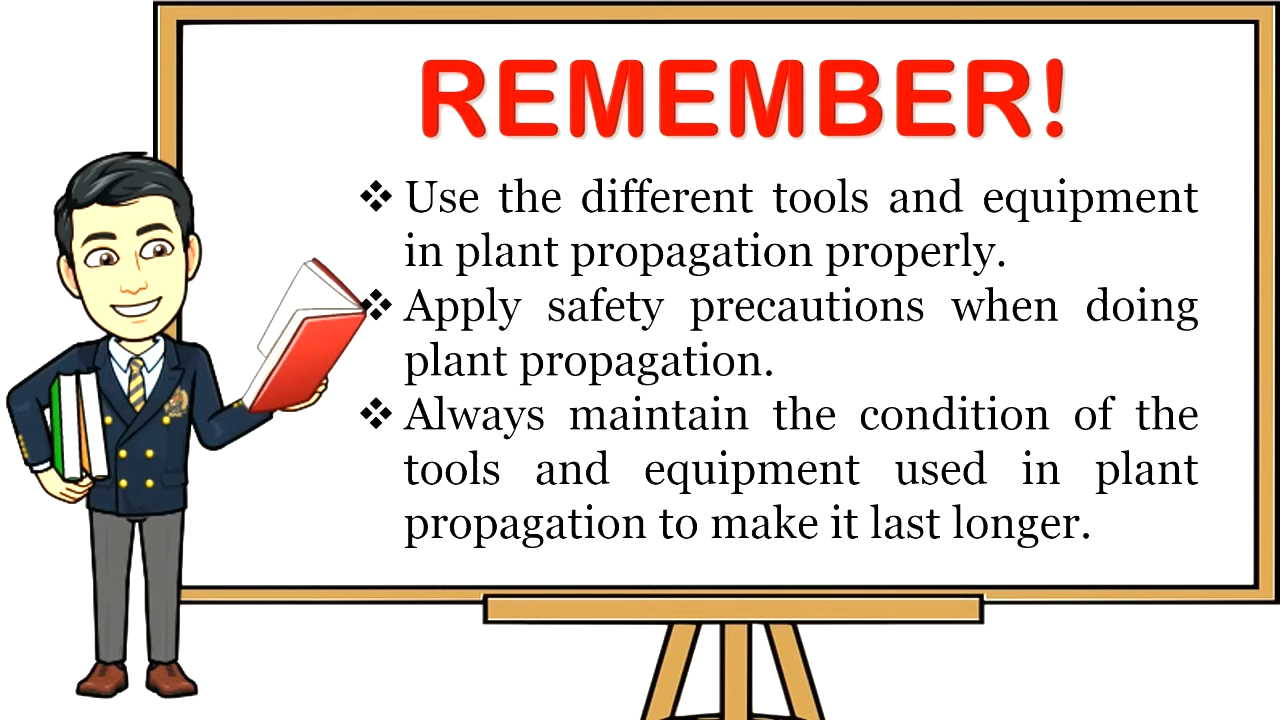 REMEMBER!
❖ Use the different tools and equipment
in plant propagation properly.
❖ Apply safety precautions when doing
plant propagation.
❖ Always maintain the condition of the
tools and equipment used in plant
propagation to make it last longer.